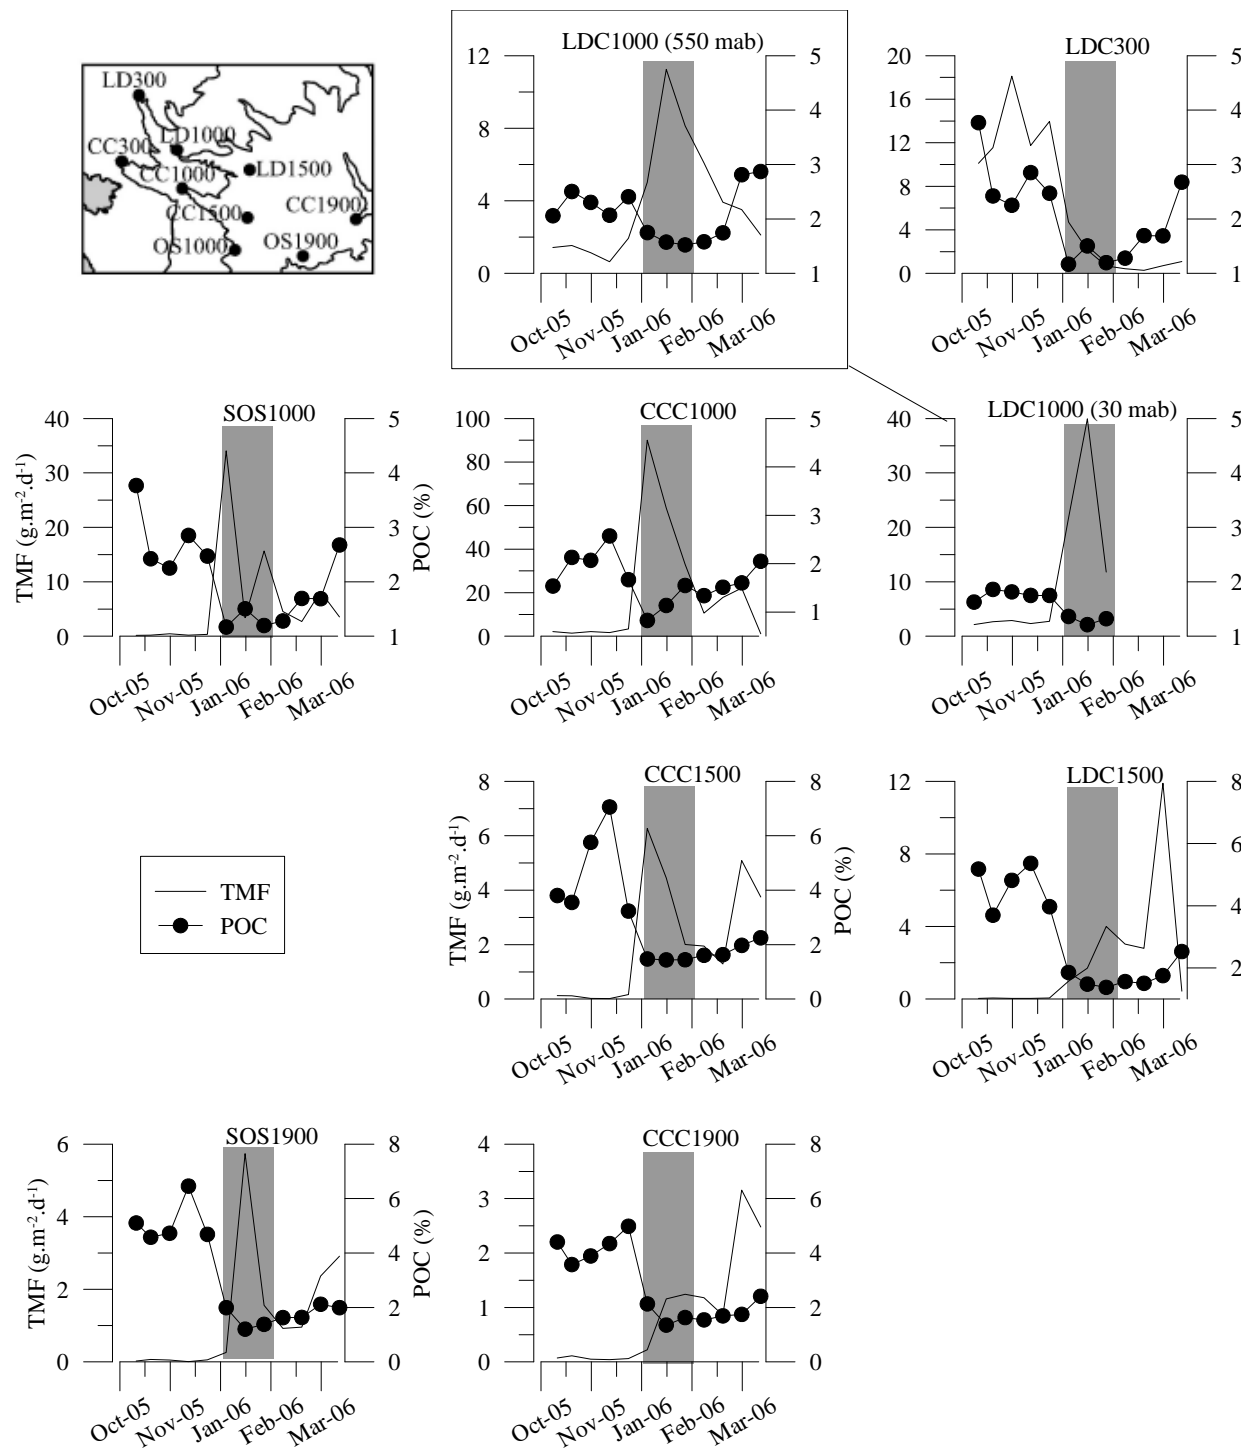 LD300
LD1000
CC300
CC1000
LD1500
CC1500
CC1900
OS1000
OS1900
LDC1000 (550 mab)
12
8
4
0
5
4
3
2
1
Oct-05
Nov-05
Jan-06
Feb-06
Mar-06
LDC300
20
16
12
8
4
0
5
4
3
2
1
Oct-05
Nov-05
Jan-06
Feb-06
Mar-06
SOS1000
TMF (g.m-2.d-1)
40
30
20
10
0
5
4
3
2
1
POC (%)
Oct-05
Nov-05
Jan-06
Feb-06
Mar-06
CCC1000
100
80
60
40
20
0
5
4
3
2
1
Oct-05
Nov-05
Jan-06
Feb-06
Mar-06
LDC1000 (30 mab)
40
30
20
10
0
5
4
3
2
1
Oct-05
Nov-05
Jan-06
Feb-06
Mar-06
TMF
POC
CCC1500
TMF (g.m-2.d-1)
8
6
4
2
0
8
6
4
2
0
POC (%)
Oct-05
Nov-05
Jan-06
Feb-06
Mar-06
LDC1500
12
8
4
0
8
6
4
2
Oct-05
Nov-05
Jan-06
Feb-06
Mar-06
SOS1900
TMF (g.m-2.d-1)
6
4
2
0
8
6
4
2
0
POC (%)
Oct-05
Nov-05
Jan-06
Feb-06
Mar-06
CCC1900
4
3
2
1
0
8
6
4
2
0
Oct-05
Nov-05
Jan-06
Feb-06
Mar-06